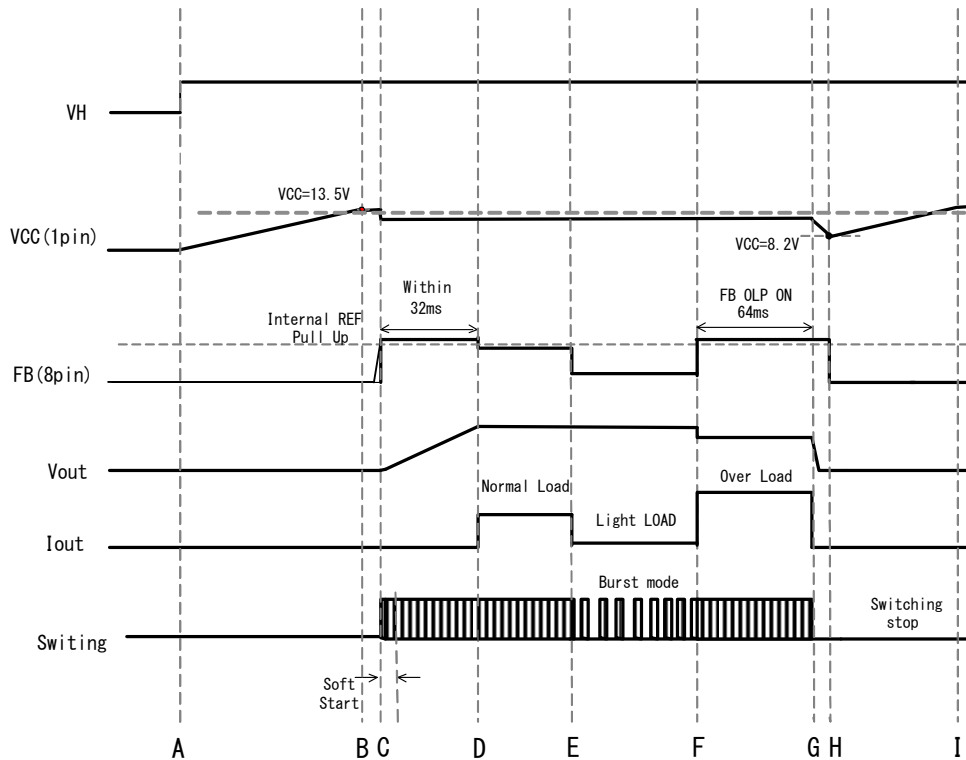 VH
VCC=13.5V
VCC(1pin)
VCC=8.2V
Within
32ms
FB OLP ON
64ms
Internal REF
Pull Up
FB(8pin)
Vout
Normal Load
Over Load
Light LOAD
Iout
Burst mode
Switching
stop
Switing
Soft
Start
A B C D E F G H I